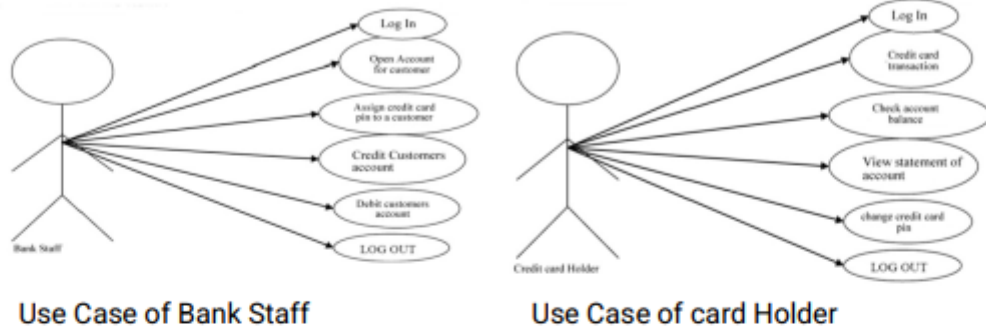 Log In
Open Account
for customer
Assign credit card
pin to a customer
Credit Customers
account
Debit customers
account
LOG OUT
Bank Staff
Use Case of Bank Staff
Log In
Credit card
transaction
Check account
balance
View statement of
account
change credit card
pin
LOG OUT
Credit card Holder
Use Case of card Holder